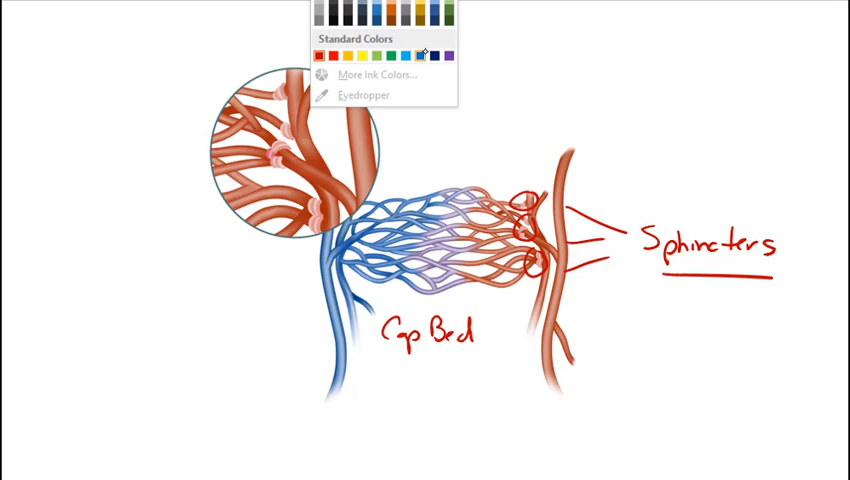 Standard Colors
More Ink Colors...
Eyedropper
Sphincters
Cap Bed